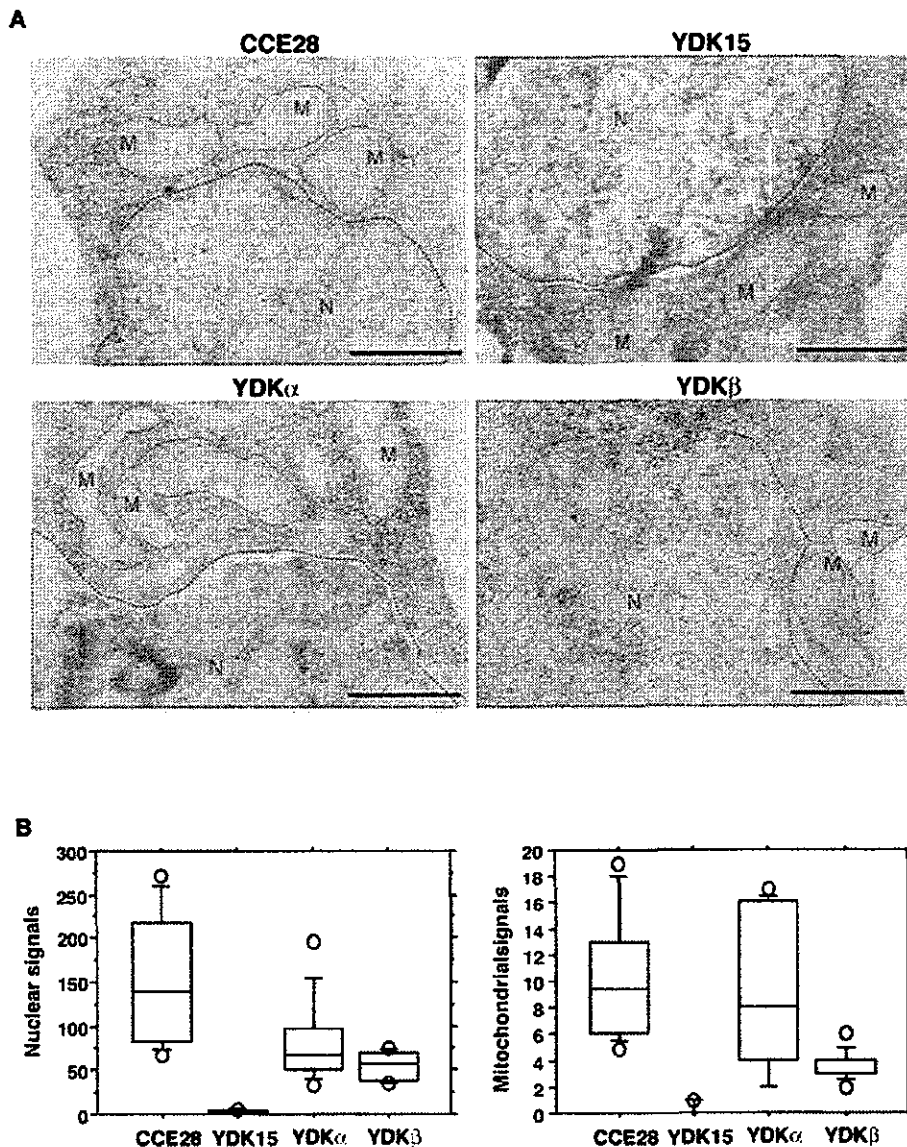 A
CCE28
YDK15
M
M
M
N
N
M
M
M
YDKα
YDKβ
M
M
M
N
M
M
N
B
300
250
200
150
100
50
0
Nuclear signals
CCE28 YDK15 YDKα YDKβ
20
18
16
14
12
10
8
6
4
2
0
Mitochondrialsignals
CCE28 YDK15 YDKα YDKβ